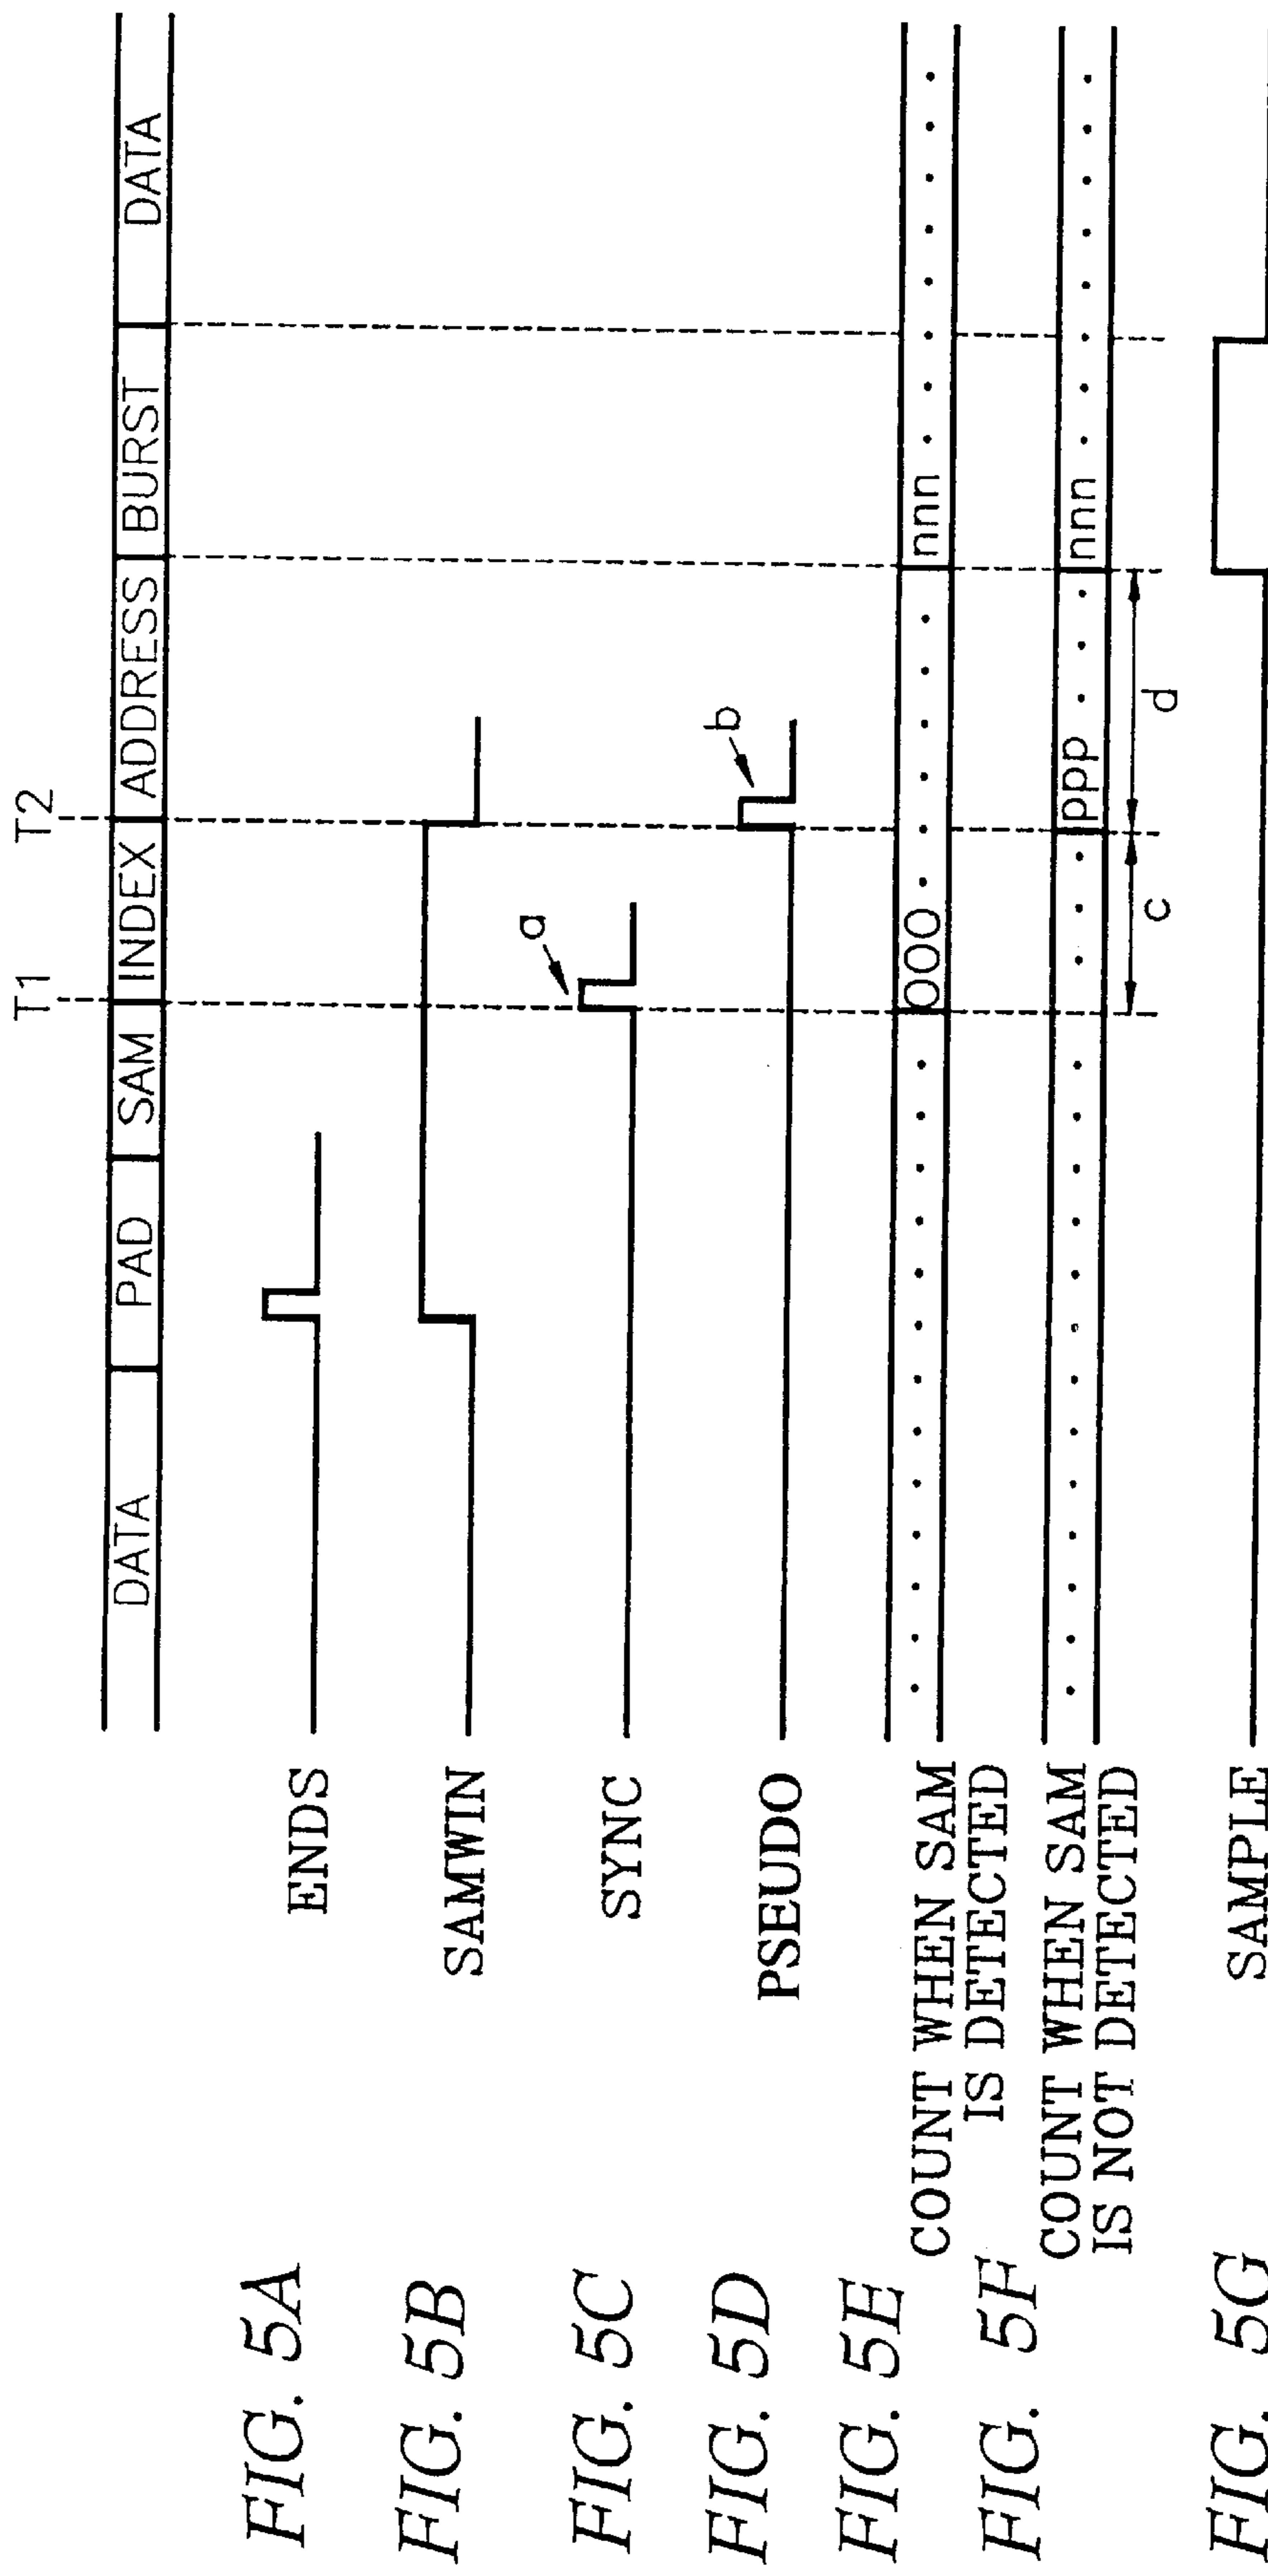 T1 T2
DATA PAD SAM INDEX ADDRESS BURST DATA
FIG. 5A ENDS
FIG. 5B SAMWIN
FIG. 5C SYNC a
FIG. 5D PSEUDO b
FIG. 5E COUNT WHEN SAM
IS DETECTED
000 nnn
FIG. 5F COUNT WHEN SAM
IS NOT DETECTED
ppp nnn
c d
FIG. 5G SAMPLE